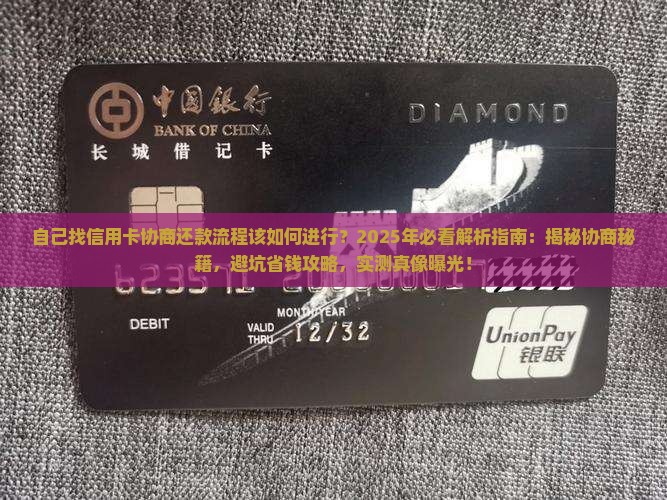 中国银行
BANK OF CHINA
长城借记卡
DIAMOND
自己找信用卡协商还款流程该如何进行？2025年必看解析指南：揭秘协商秘
籍，避坑省钱攻略，实测真像曝光！
DEBIT
MONTH/YEAR
VALID
THRU
12/32
UnionPay
银联